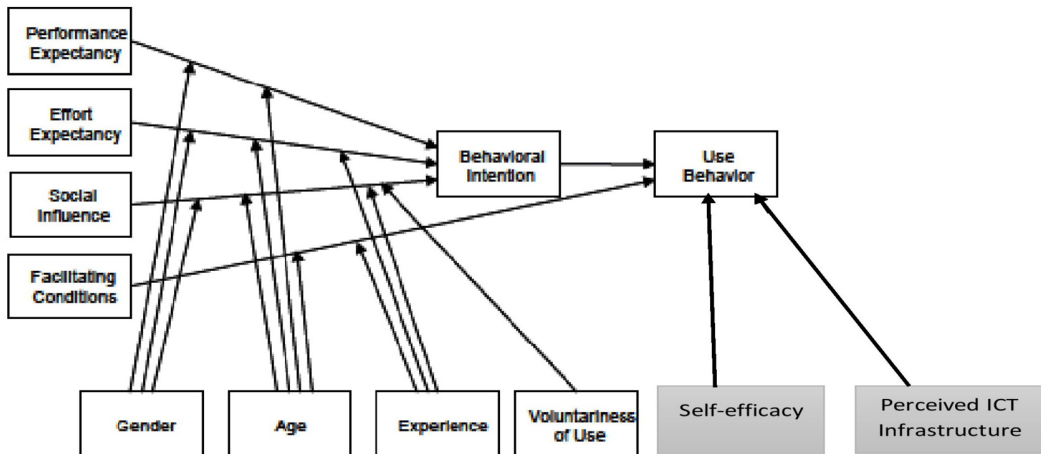 Performance
Expectancy
Effort
Expectancy
Social
Influence
Facilitating
Conditions
Behavioral
Intention
Use
Behavior
Gender
Age
Experience
Voluntariness
of Use
Self-efficacy
Perceived ICT
Infrastructure